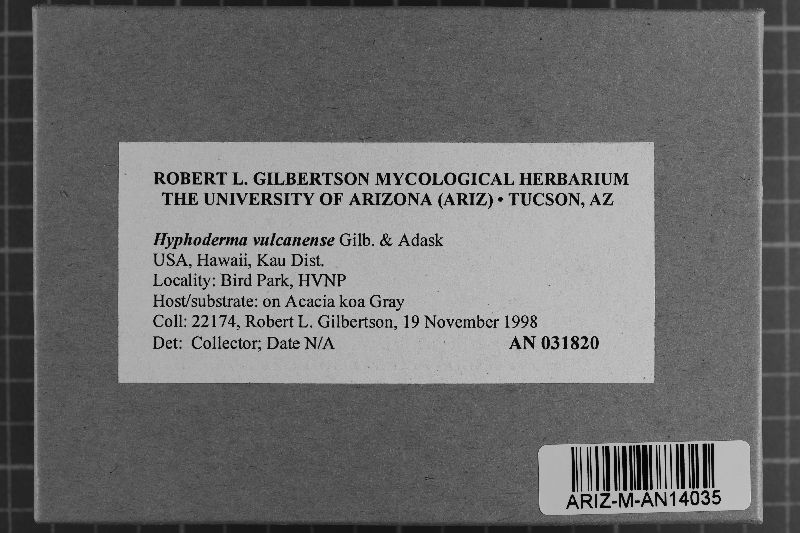 ROBERT L. GILBERTSON MYCOLOGICAL HERBARIUM
THE UNIVERSITY OF ARIZONA (ARIZ) • TUCSON, AZ
Hyphoderma vulcanense Gilb. & Adask
USA, Hawaii, Kau Dist.
Locality: Bird Park, HVNP
Host/substrate: on Acacia koa Gray
Coll: 22174, Robert L. Gilbertson, 19 November 1998
Det: Collector; Date N/A AN 031820
ARIZ-M-AN14035